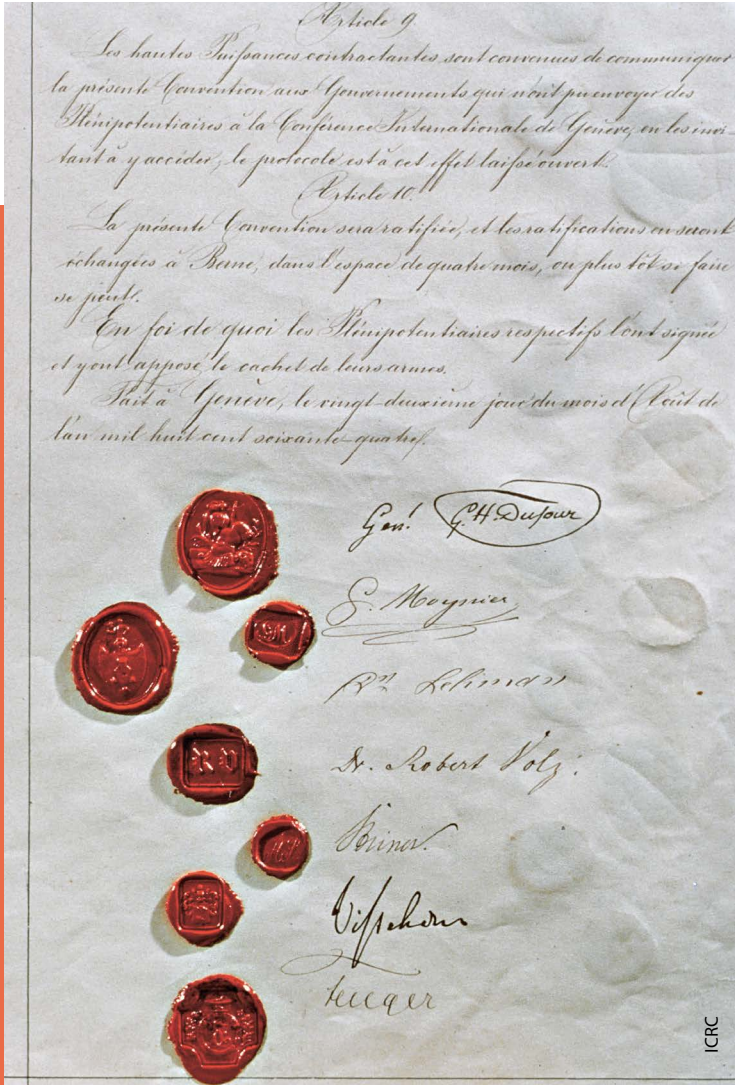 Article 9.
Les hautes Puissances contractantes sont convenues de communiquer
la présente Convention aux Gouvernements qui n'ont pu envoyer des
Plénipotentiaires à la Conférence Internationale de Genève, en les invi-
tant à y accéder; le protocole est à cet effet laissé ouvert.
Article 10.
La présente Convention sera ratifiée, et les ratifications en seront
échangées à Berne, dans l'espace de quatre mois, ou plus tôt si faire
se peut.
En foi de quoi les Plénipotentiaires respectifs l'ont signée
et y ont apposé le cachet de leurs armes.
Fait à Genève, le vingt-deuxième jour du mois d'Août de
l'an mil huit cent soixante-quatre.
Genl. G. H. Dufour
G. Moynier
Dr. Robert Volz.
RV
Visschers
ICRC